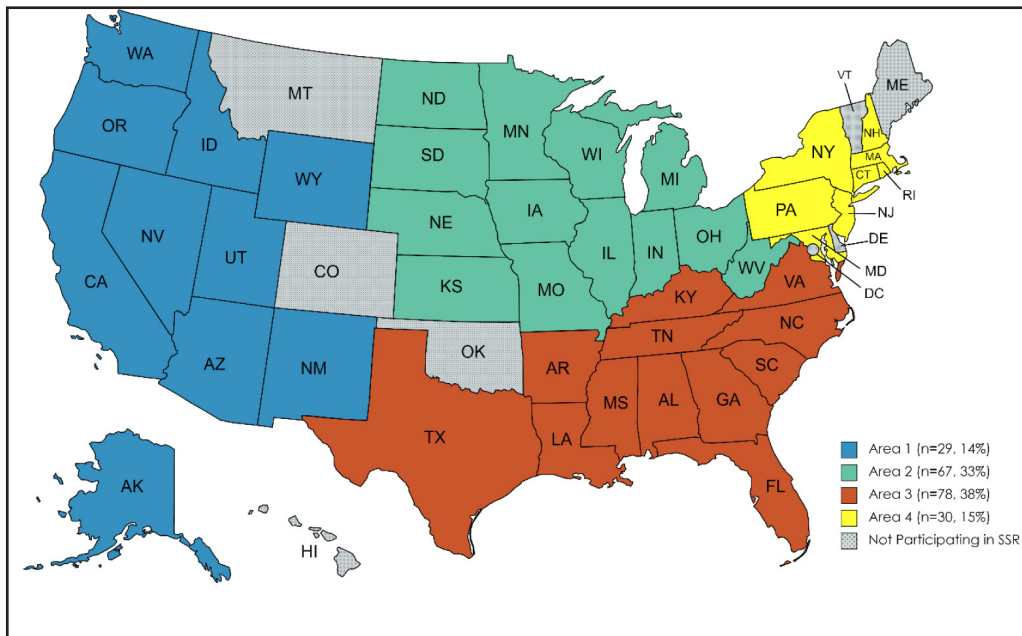 WA
MT
ND
MN
VT
ME
OR
ID
SD
WI
MI
NY
NH
MA
CT
RI
WY
NE
IA
PA
NJ
NV
UT
CO
IL
IN
OH
DE
CA
KS
MO
WV
MD
DC
KY
VA
AZ
NM
OK
AR
TN
NC
SC
TX
LA
MS
AL
GA
FL
AK
HI
Area 1 (n=29, 14%)
Area 2 (n=67, 33%)
Area 3 (n=78, 38%)
Area 4 (n=30, 15%)
Not Participating in SSR